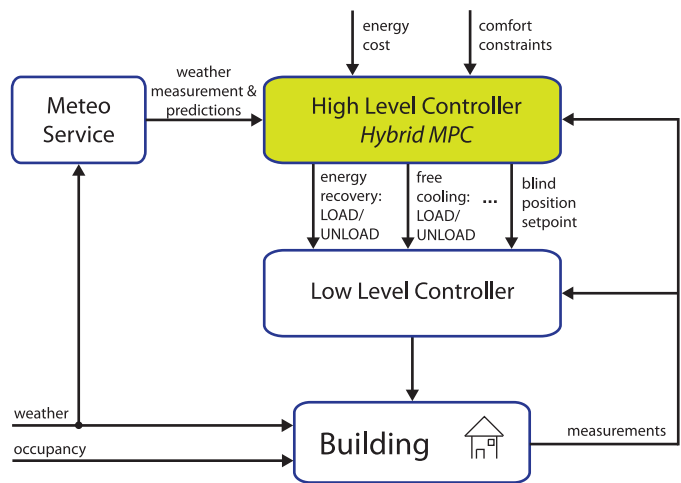 energy
cost
comfort
constraints
weather
measurement &
predictions
Meteo
Service
High Level Controller
Hybrid MPC
energy
recovery:
LOAD/
UNLOAD
free
cooling:
LOAD/
UNLOAD
...
blind
position
setpoint
Low Level Controller
weather
occupancy
Building
measurements